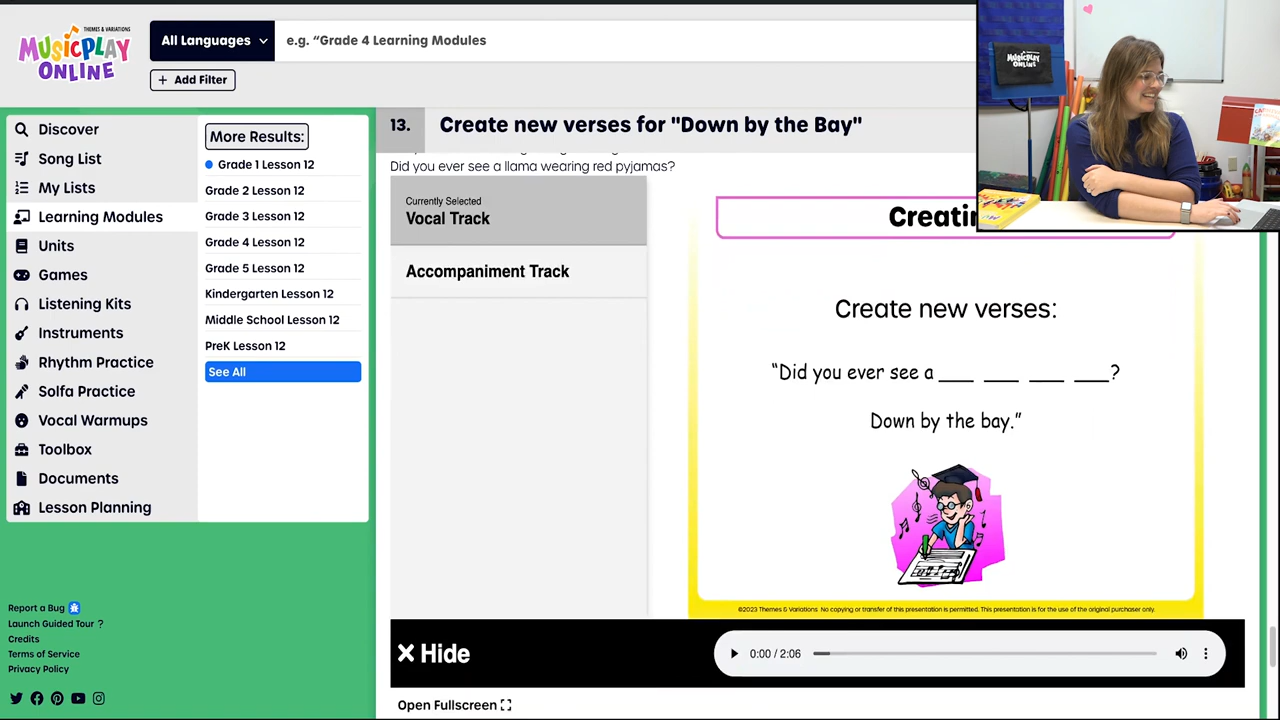 THEMES & VARIATIONS
MUSICPLAY
ONLINE
All Languages
e.g. "Grade 4 Learning Modules
+ Add Filter
MUSICPLAY
ONLINE
Discover
Song List
My Lists
Learning Modules
Units
Games
Listening Kits
Instruments
Rhythm Practice
Solfa Practice
Vocal Warmups
Toolbox
Documents
Lesson Planning
More Results:
Grade 1 Lesson 12
Grade 2 Lesson 12
Grade 3 Lesson 12
Grade 4 Lesson 12
Grade 5 Lesson 12
Kindergarten Lesson 12
Middle School Lesson 12
PreK Lesson 12
See All
Report a Bug
Launch Guided Tour ?
Credits
Terms of Service
Privacy Policy
13. Create new verses for "Down by the Bay"
Did you ever see a llama wearing red pyjamas?
Currently Selected
Vocal Track
Accompaniment Track
Creatin
Create new verses:
"Did you ever see a ___ ___ ___ ___?
Down by the bay."
©2023 Themes & Variations. No copying or transfer of this presentation is permitted. This presentation is for the use of the original purchaser only.
Hide
0:00 / 2:06
Open Fullscreen